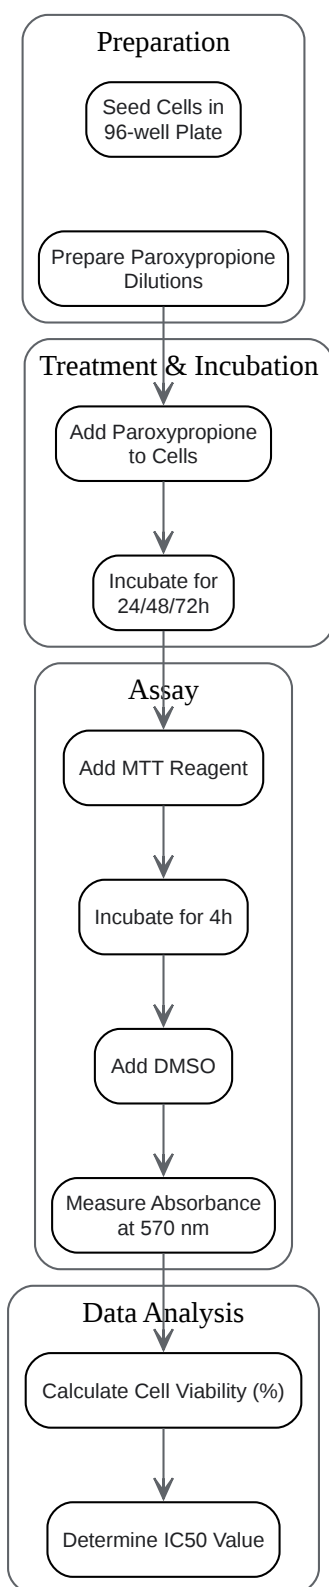 Preparation
Seed Cells in
96-well Plate
Prepare Paroxypropione
Dilutions
Treatment & Incubation
Add Paroxypropione
to Cells
Incubate for
24/48/72h
Assay
Add MTT Reagent
Incubate for 4h
Add DMSO
Measure Absorbance
at 570 nm
Data Analysis
Calculate Cell Viability (%)
Determine IC50 Value